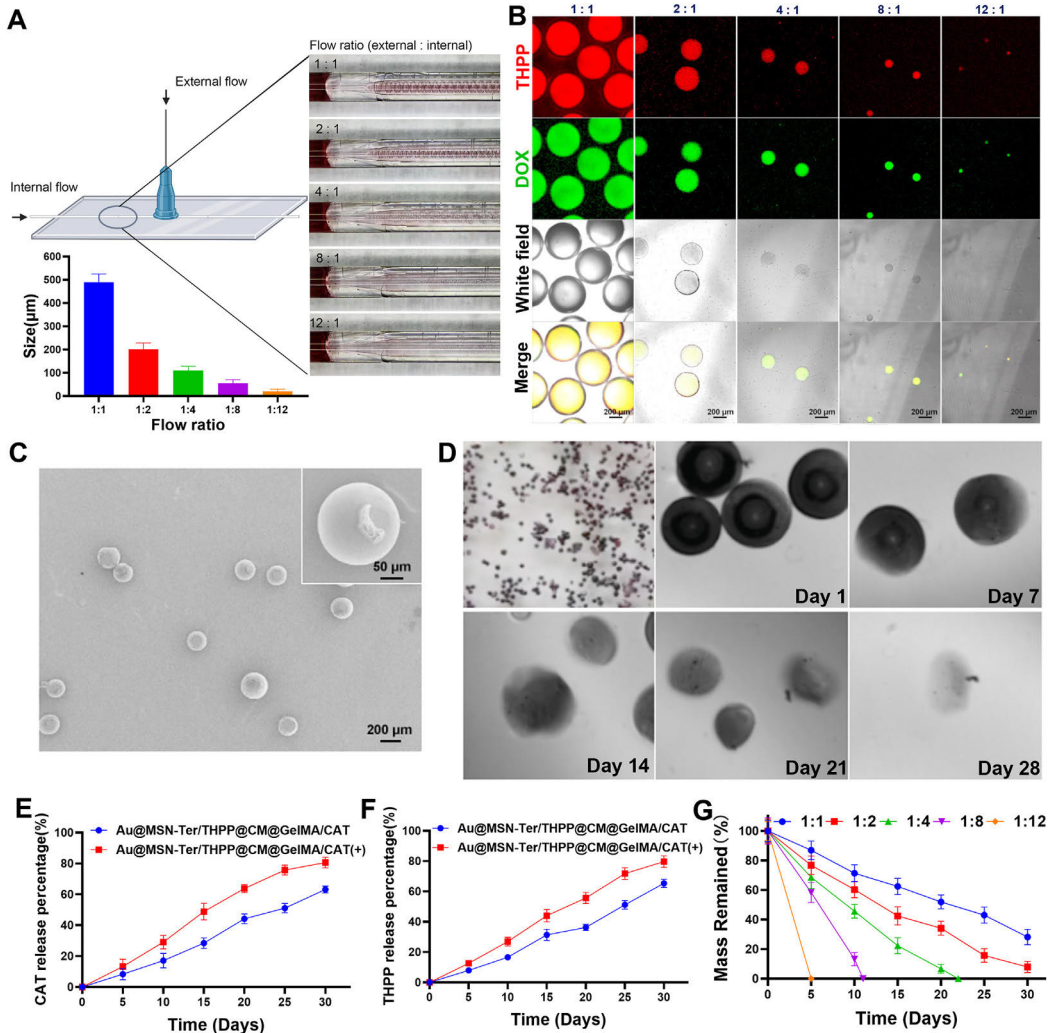 A
Flow ratio (external : internal)
External flow
Internal flow
1 : 1
2 : 1
4 : 1
8 : 1
12 : 1
600
500
400
300
200
100
0
Size(μm)
1:1 1:2 1:4 1:8 1:12
Flow ratio
B
1 : 1 2 : 1 4 : 1 8 : 1 12 : 1
THPP
DOX
White field
Merge
200 μm 200 μm 200 μm 200 μm 200 μm
C
50 μm
200 μm
D
Day 1
Day 7
Day 14
Day 21
Day 28
E
Au@MSN-Ter/THPP@CM@GelMA/CAT
Au@MSN-Ter/THPP@CM@GelMA/CAT(+)
100
80
60
40
20
0
CAT release percentage(%)
0 5 10 15 20 25 30
Time (Days)
F
Au@MSN-Ter/THPP@CM@GelMA/CAT
Au@MSN-Ter/THPP@CM@GelMA/CAT(+)
100
80
60
40
20
0
THPP release percentage(%)
0 5 10 15 20 25 30
Time (Days)
G
1:1 1:2 1:4 1:8 1:12
100
80
60
40
20
0
Mass Remained (%)
0 5 10 15 20 25 30
Time (Days)